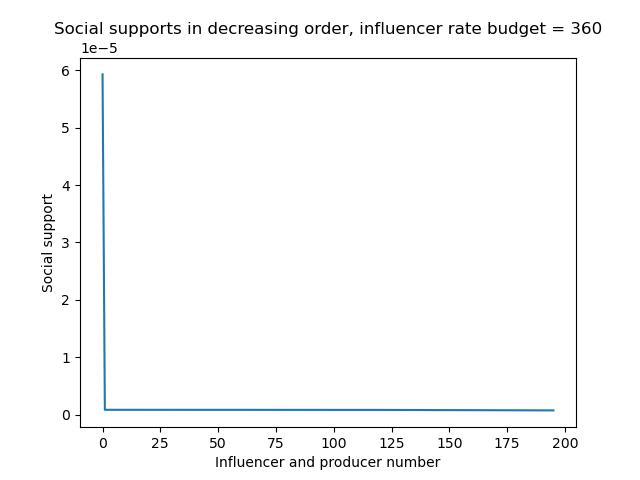 Social supports in decreasing order, influencer rate budget = 360
1e−5
6
5
4
3
2
1
0
Social support
0 25 50 75 100 125 150 175 200
Influencer and producer number